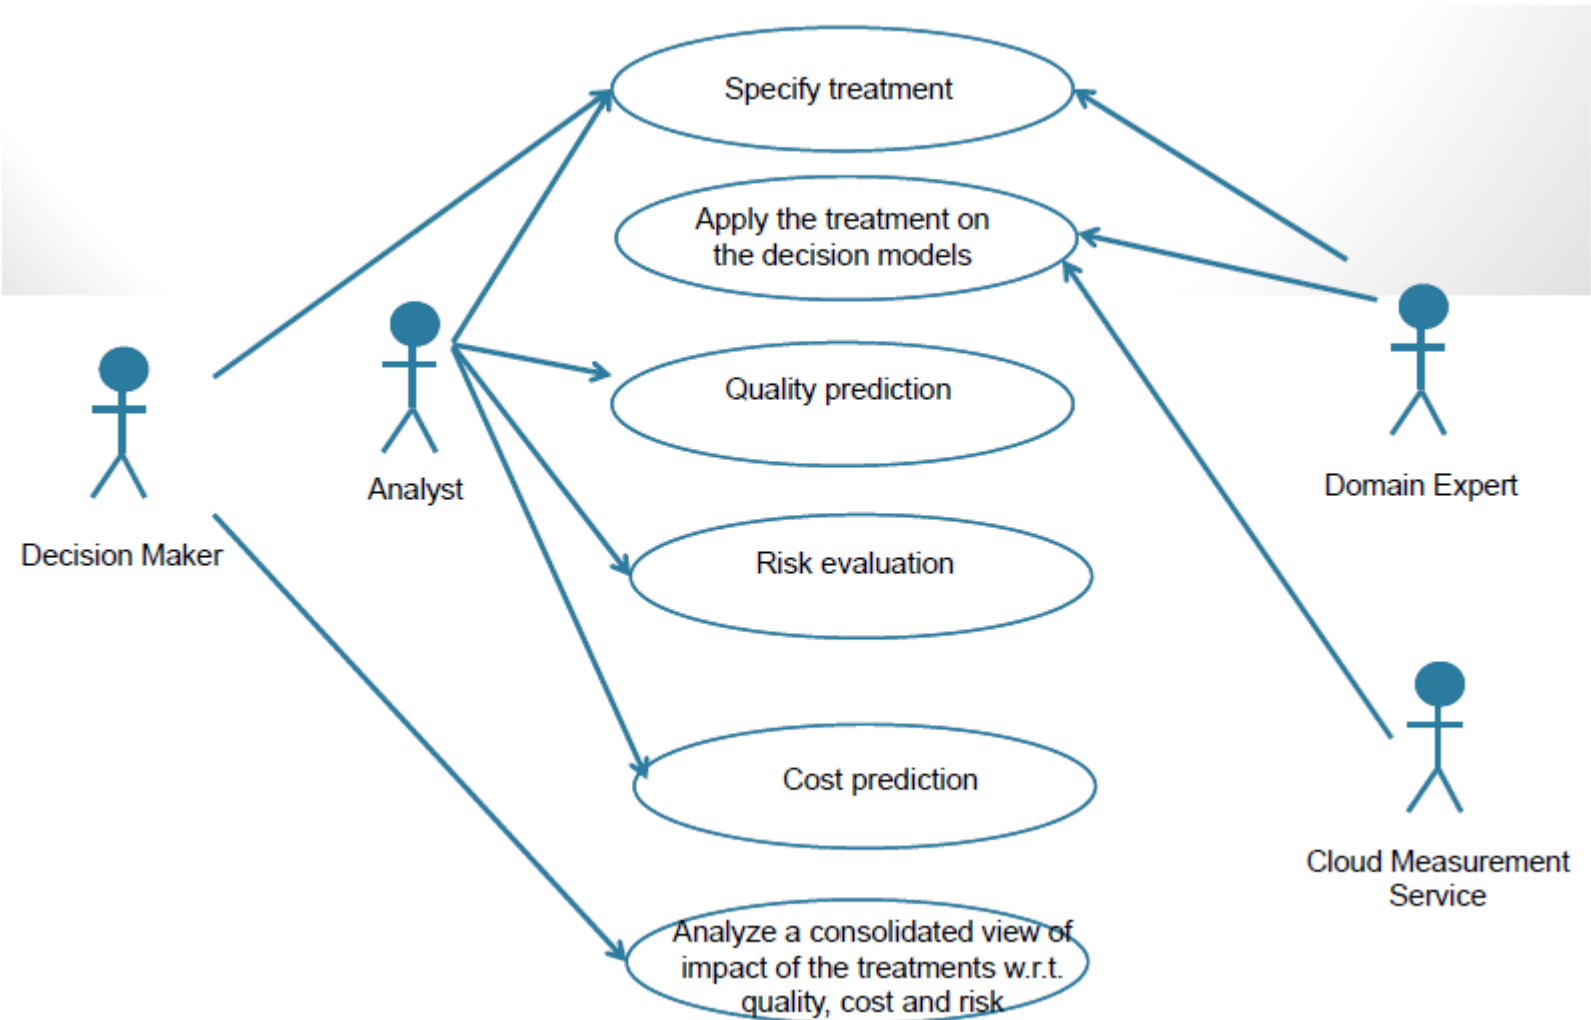 Specify treatment
Apply the treatment on
the decision models
Quality prediction
Analyst
Domain Expert
Decision Maker
Risk evaluation
Cost prediction
Cloud Measurement
Service
Analyze a consolidated view of
impact of the treatments w.r.t.
quality, cost and risk